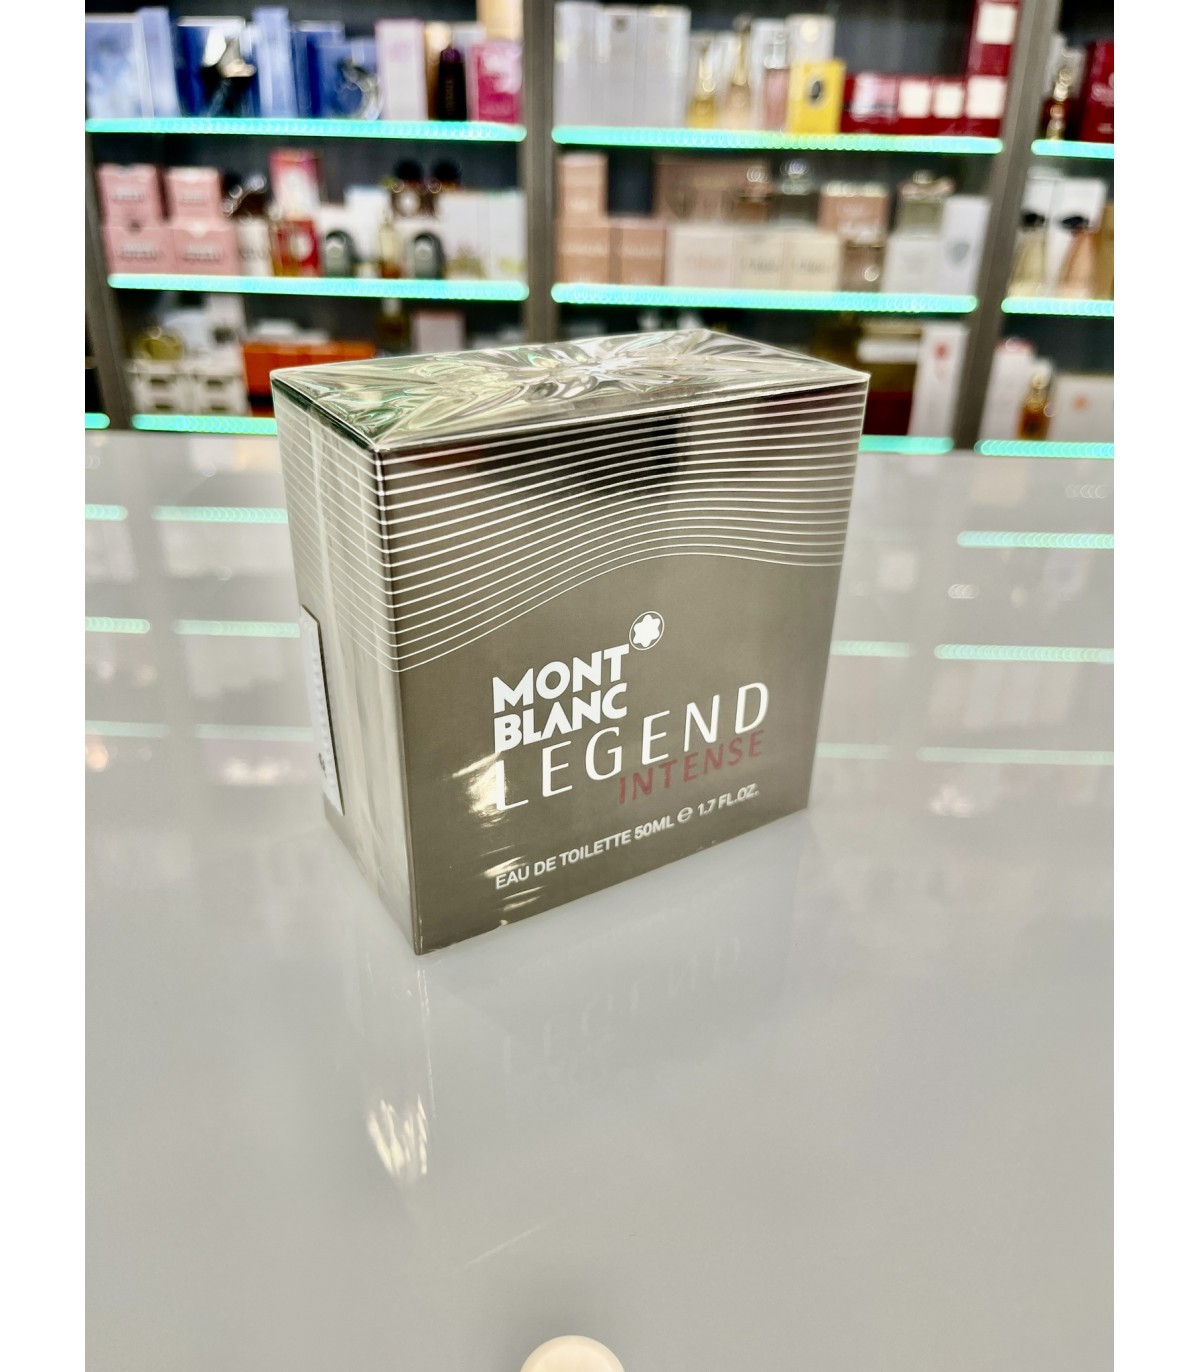 MONT
BLANC
LEGEND
INTENSE
EAU DE TOILETTE 50ML ℮ 1.7 FL.OZ.